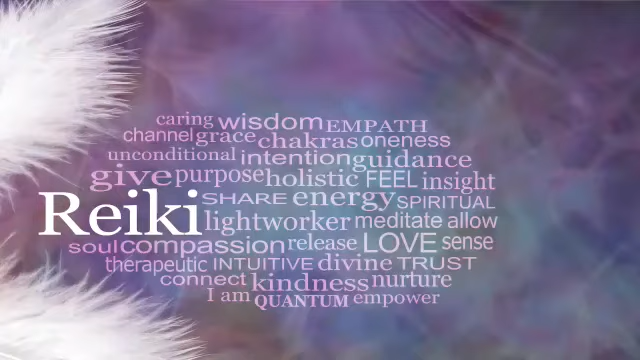 caring wisdom EMPATH
channel grace chakras oneness
unconditional intention guidance
give purpose holistic FEEL insight
Reiki SHARE energy SPIRITUAL
lightworker meditate allow
soul compassion release LOVE sense
therapeutic INTUITIVE divine TRUST
connect kindness nurture
I am QUANTUM empower